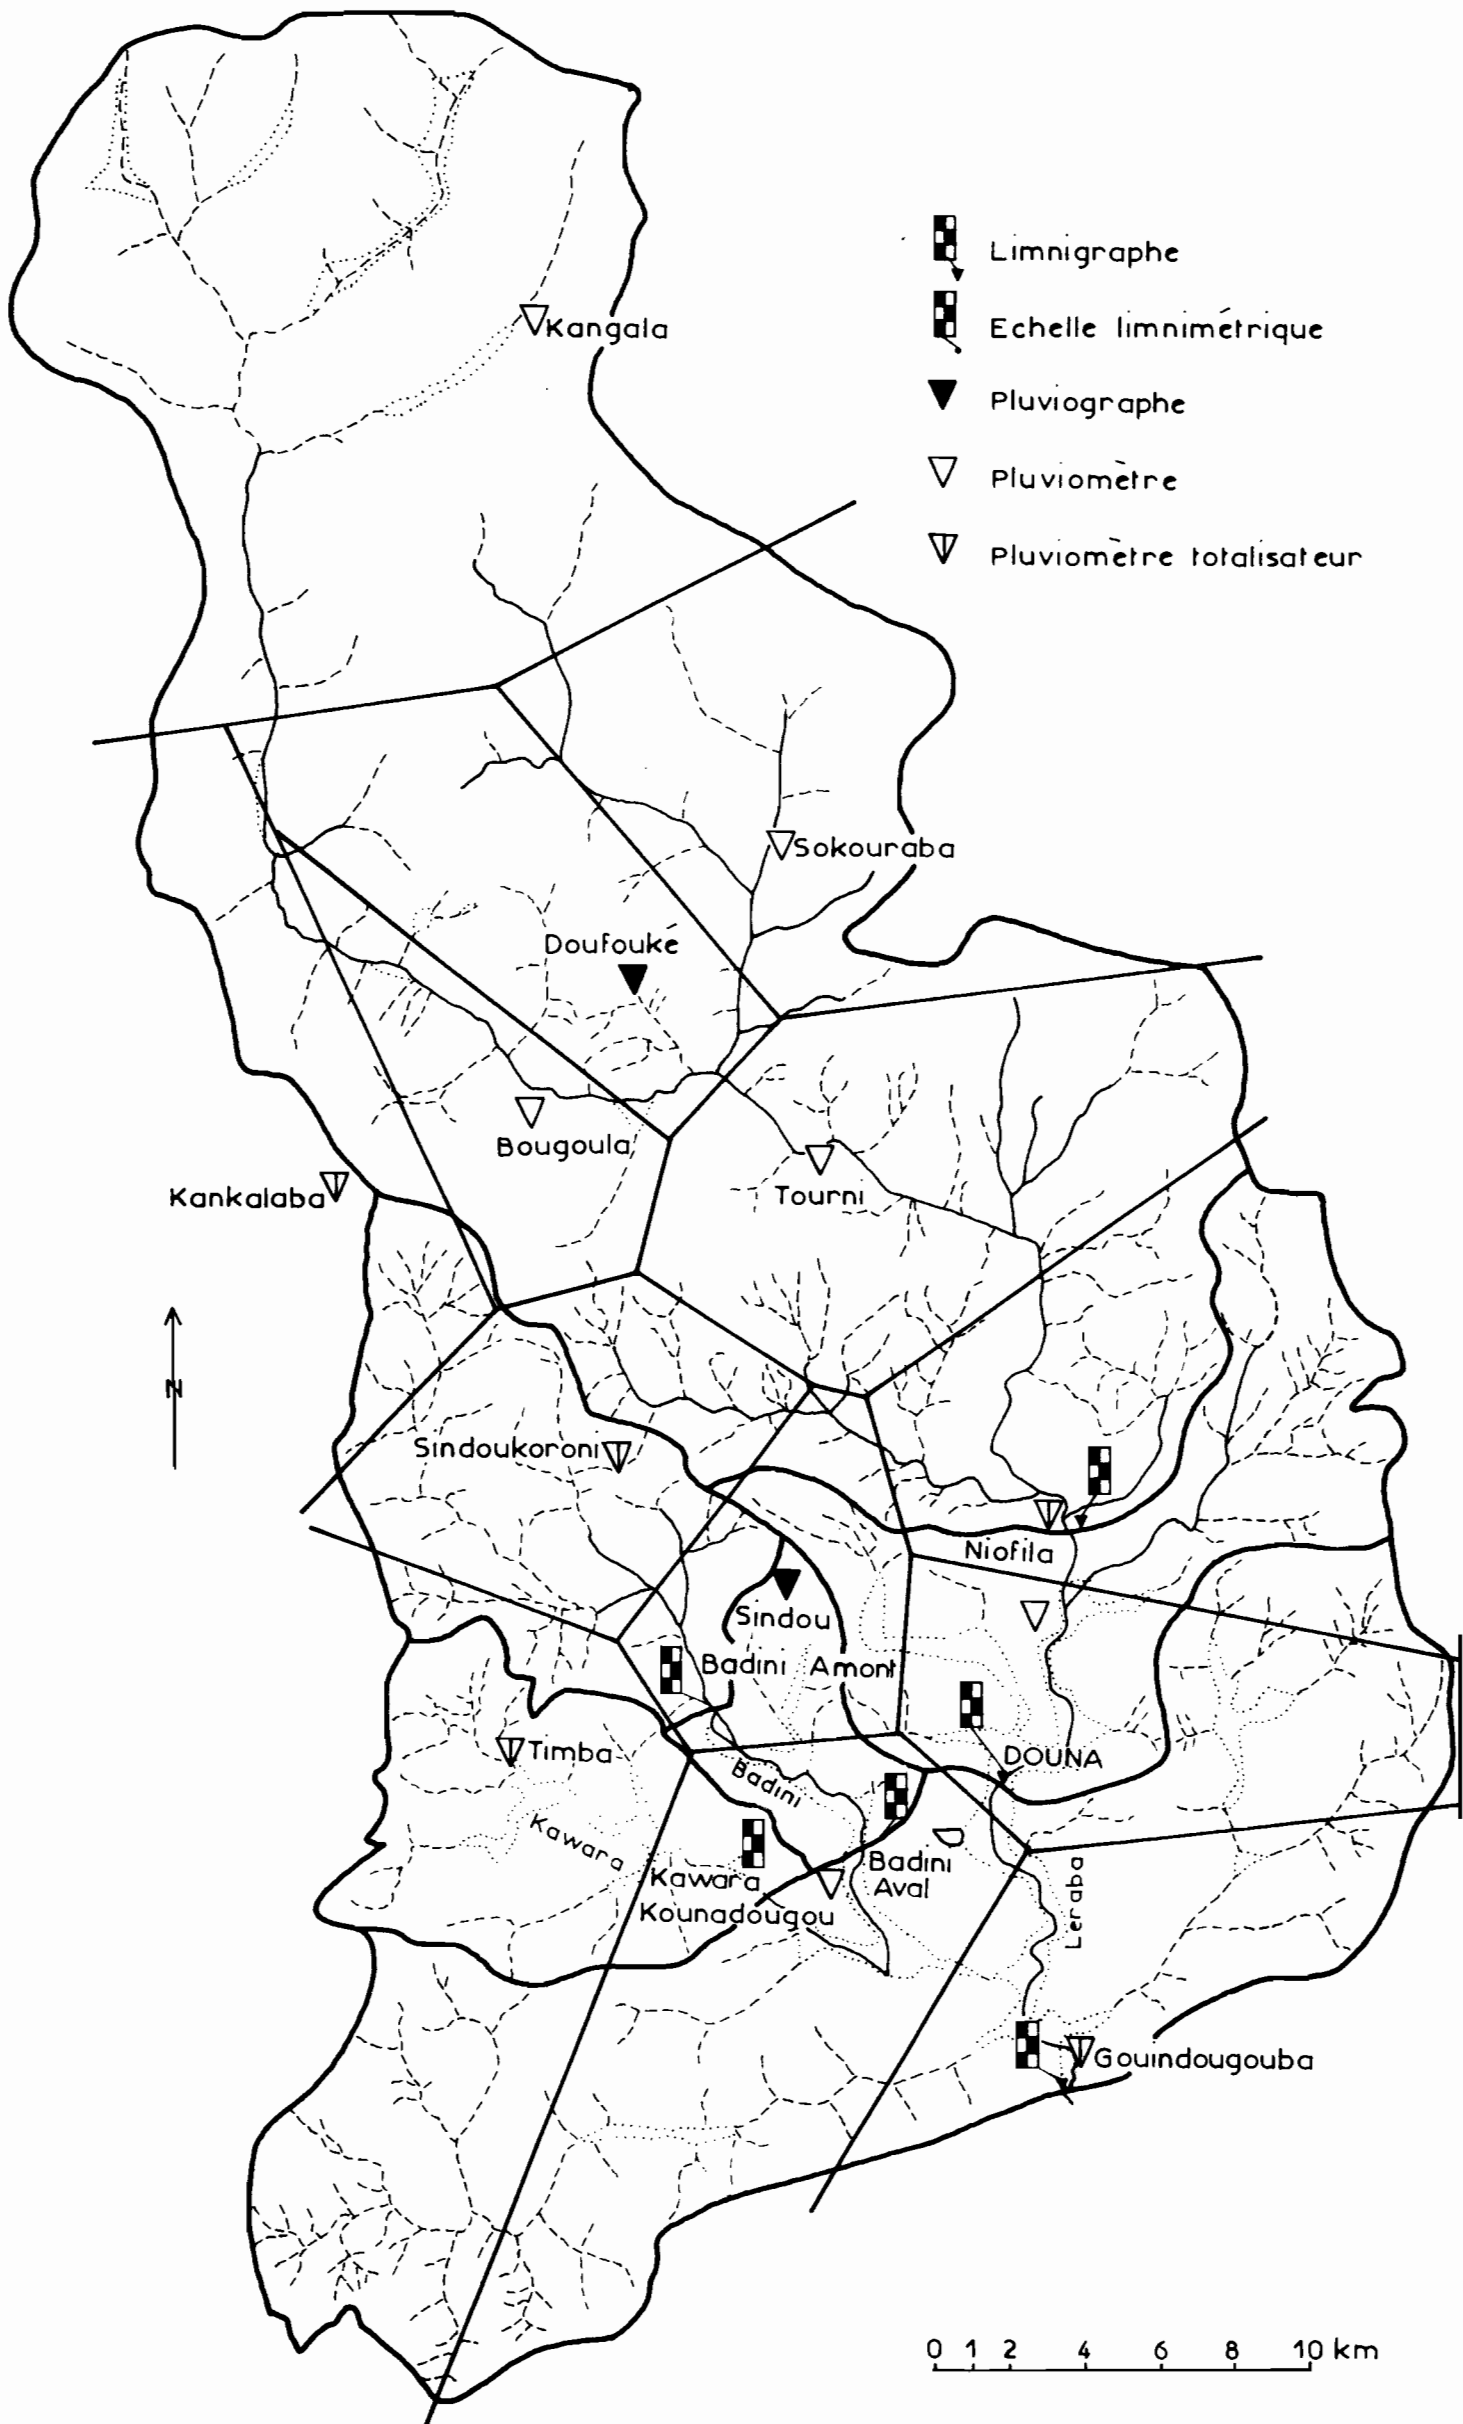 Limnigraphe
Echelle limnimétrique
Kangala
Pluviographe
Pluviomètre
Pluviomètre totalisateur
Sokouraba
Doufouké
Bougoula
Tourni
Kankalaba
N
Sindoukoroni
Niofila
Sindou
Badini Amont
Timba
DOUNA
Badini
Kawara
Badini
Aval
Kawara
Kounadougou
Leraba
Gouindougouba
0 1 2 4 6 8 10 km